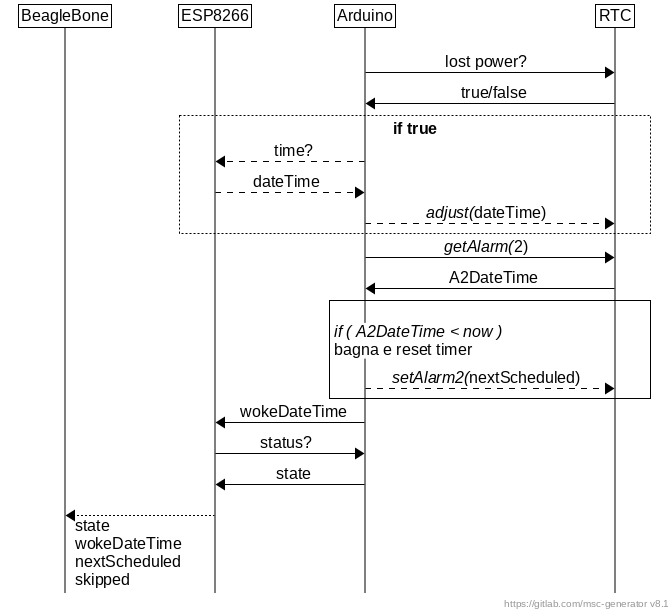 BeagleBone ESP8266 Arduino RTC
lost power?
true/false
if true
time?
dateTime
adjust(dateTime)
getAlarm(2)
A2DateTime
if ( A2DateTime < now )
bagna e reset timer
setAlarm2(nextScheduled)
wokeDateTime
status?
state
state
wokeDateTime
nextScheduled
skipped
https://gitlab.com/msc-generator v8.1